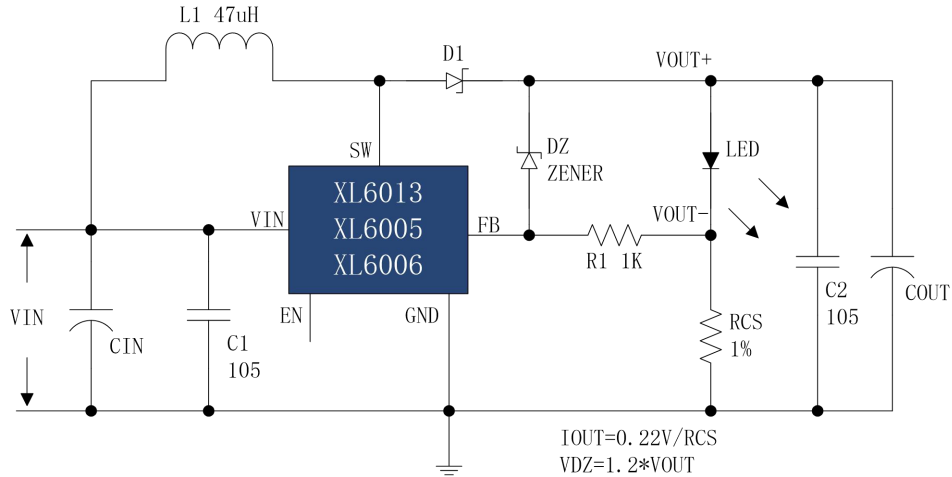 L1 47uH
D1
VOUT+
SW
DZ
ZENER
LED
XL6013
XL6005
XL6006
VIN
FB
VOUT-
R1 1K
EN
GND
VIN
CIN
C1
105
RCS
1%
C2
105
COUT
IOUT=0.22V/RCS
VDZ=1.2*VOUT